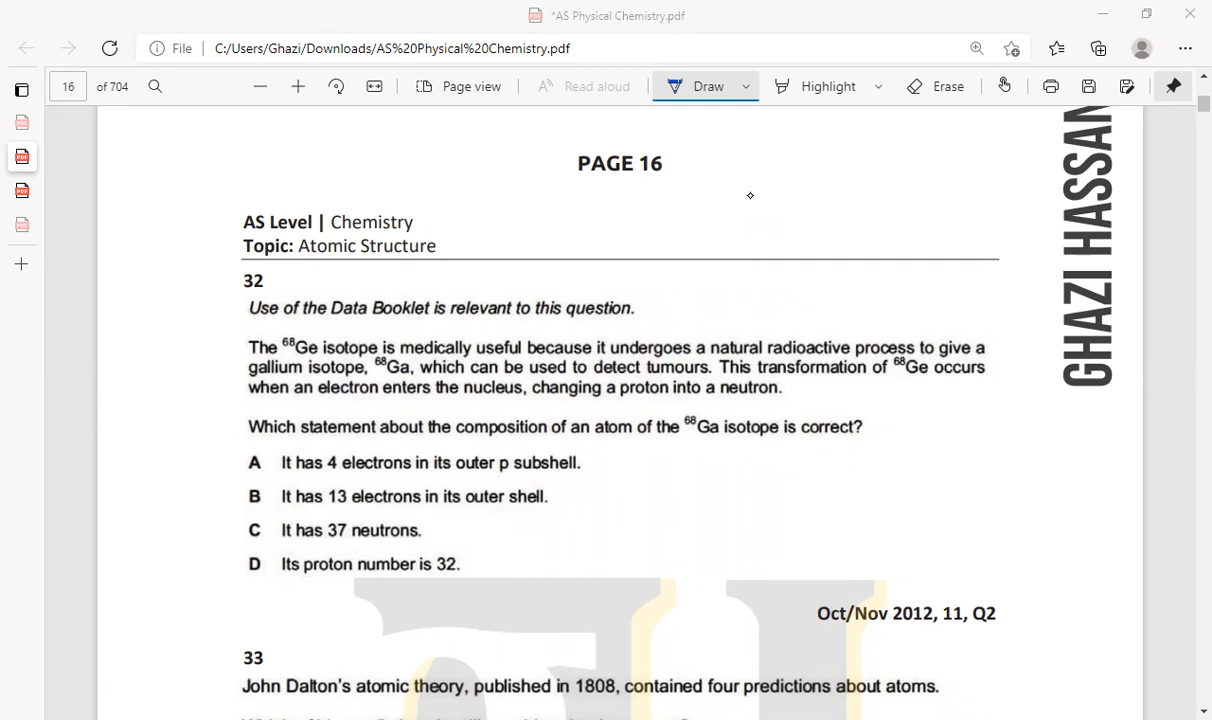 *AS Physical Chemistry.pdf
File C:/Users/Ghazi/Downloads/AS%20Physical%20Chemistry.pdf
16 of 704 Page view Read aloud Draw Highlight Erase
GHAZI HASSAN
PAGE 16
AS Level | Chemistry
Topic: Atomic Structure
32
Use of the Data Booklet is relevant to this question.
The ⁶⁸Ge isotope is medically useful because it undergoes a natural radioactive process to give a
gallium isotope, ⁶⁸Ga, which can be used to detect tumours. This transformation of ⁶⁸Ge occurs
when an electron enters the nucleus, changing a proton into a neutron.
Which statement about the composition of an atom of the ⁶⁸Ga isotope is correct?
A It has 4 electrons in its outer p subshell.
B It has 13 electrons in its outer shell.
C It has 37 neutrons.
D Its proton number is 32.
Oct/Nov 2012, 11, Q2
33
John Dalton's atomic theory, published in 1808, contained four predictions about atoms.